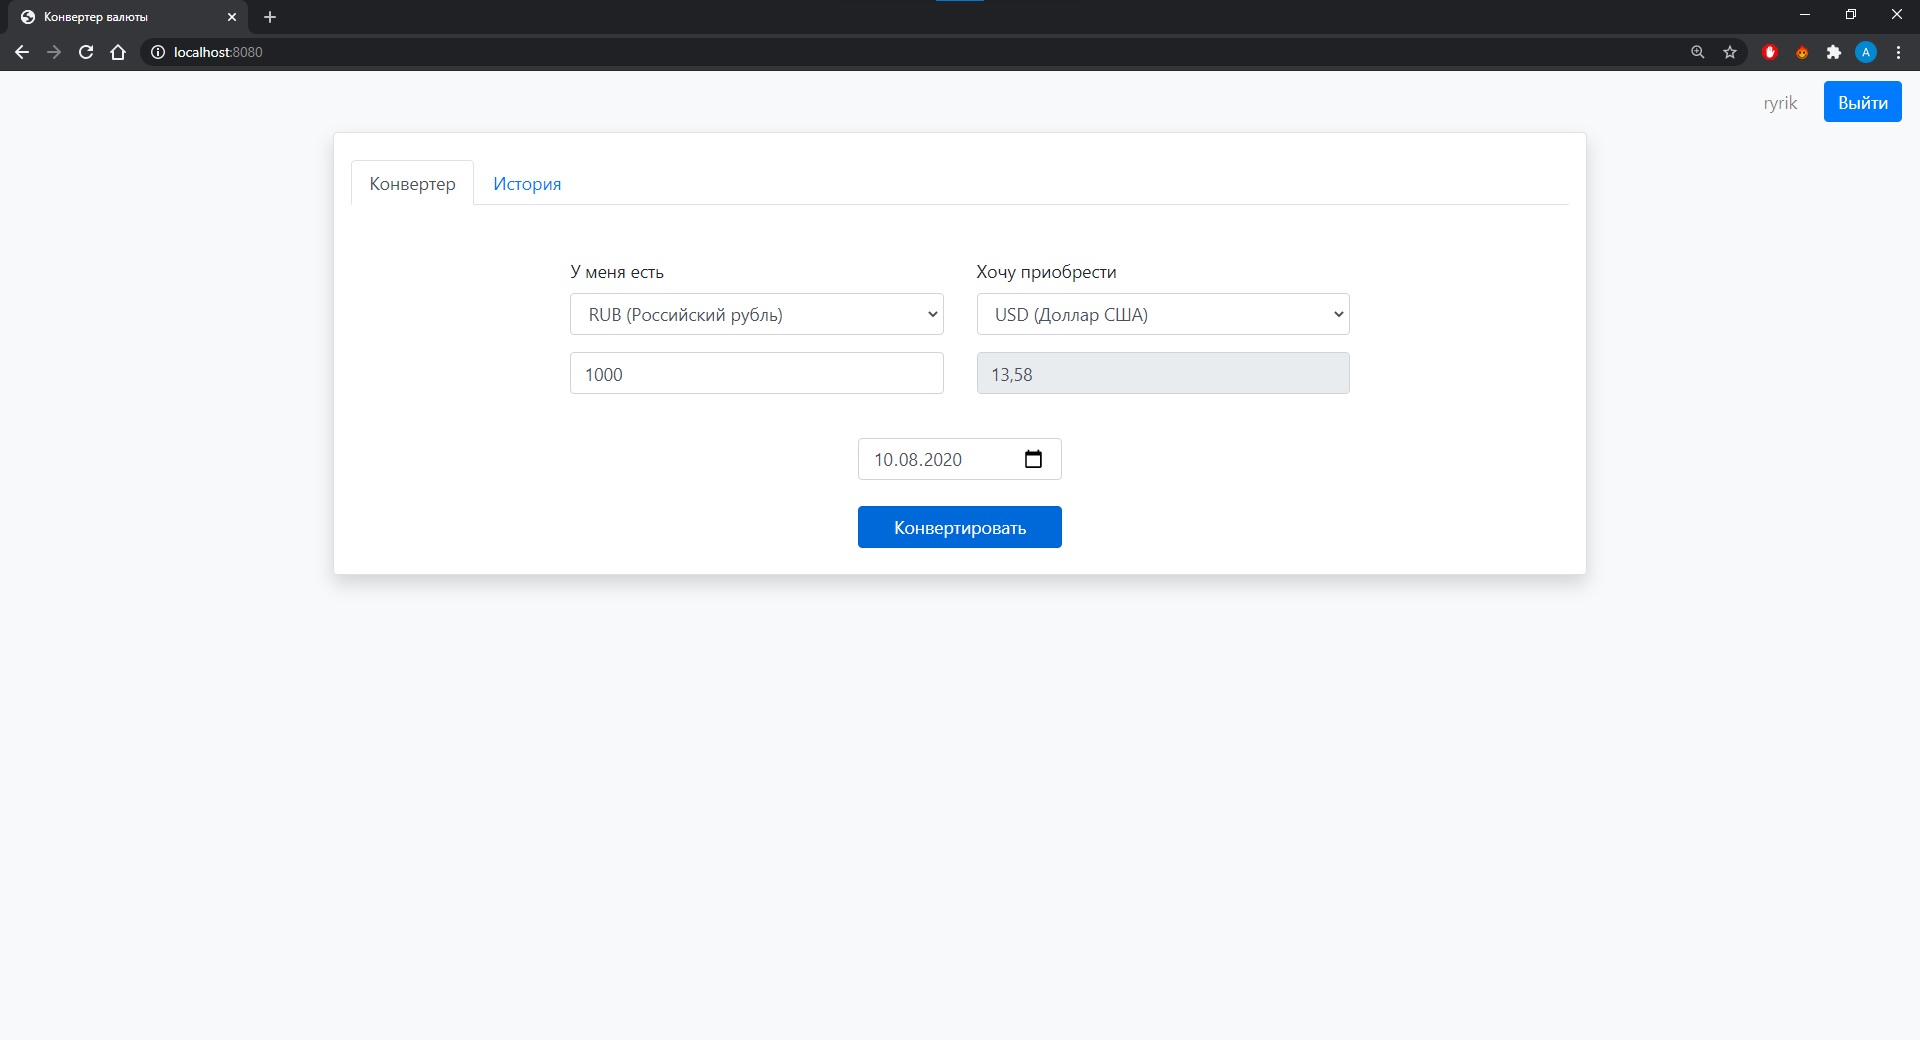 Конвертер валюты
localhost:8080
A
ryrik
Выйти
Конвертер
История
У меня есть
Хочу приобрести
RUB (Российский рубль)
USD (Доллар США)
1000
13,58
10.08.2020
Конвертировать